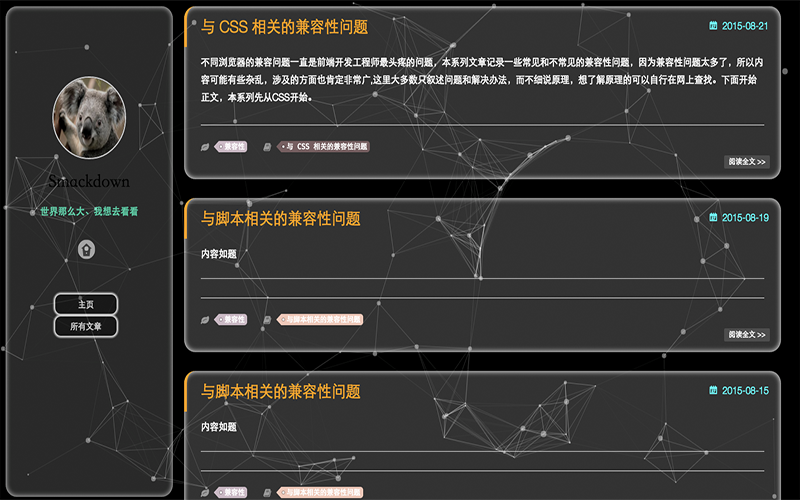 Smackdown
世界那么大、我想去看看
主页
所有文章
与 CSS 相关的兼容性问题
2015-08-21
不同浏览器的兼容问题一直是前端开发工程师最头疼的问题，本系列文章记录一些常见和不常见的兼容性问题，因为兼容性问题太多了，所以内
容可能有些杂乱，涉及的方面也肯定非常广,这里大多数只叙述问题和解决办法，而不细说原理，想了解原理的可以自行在网上查找。下面开始
正文，本系列先从CSS开始。
兼容性
与 CSS 相关的兼容性问题
阅读全文 >>
与脚本相关的兼容性问题
2015-08-19
内容如题
兼容性
与脚本相关的兼容性问题
阅读全文 >>
与脚本相关的兼容性问题
2015-08-15
内容如题
兼容性
与脚本相关的兼容性问题